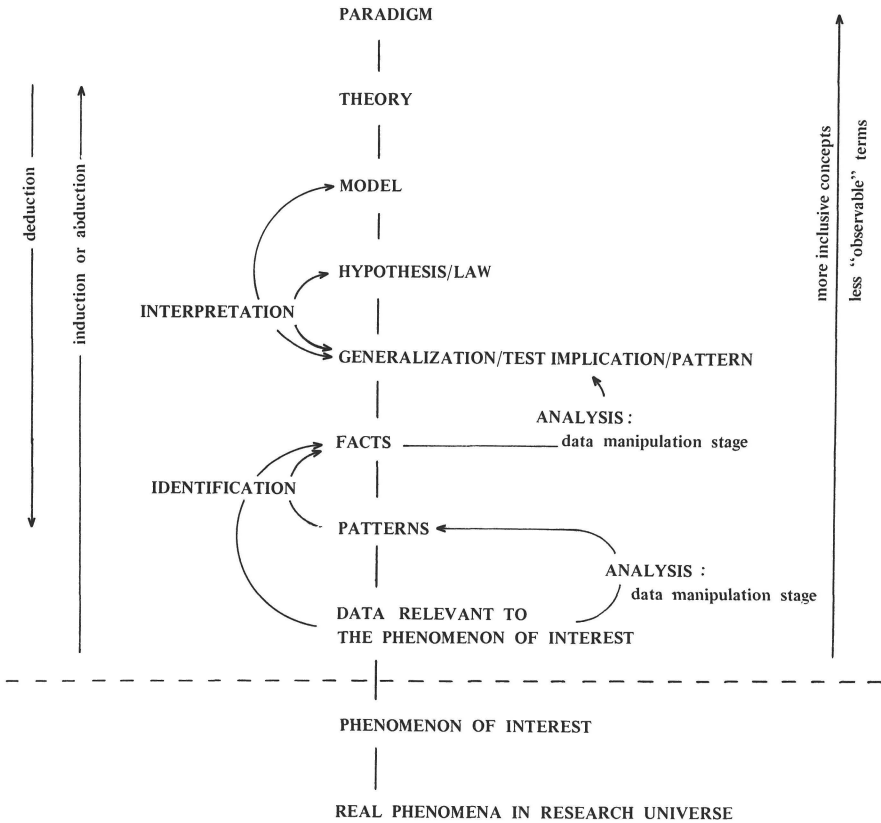 PARADIGM
THEORY
MODEL
HYPOTHESIS/LAW
INTERPRETATION
GENERALIZATION/TEST IMPLICATION/PATTERN
ANALYSIS :
data manipulation stage
FACTS
IDENTIFICATION
PATTERNS
ANALYSIS :
data manipulation stage
DATA RELEVANT TO
THE PHENOMENON OF INTEREST
PHENOMENON OF INTEREST
REAL PHENOMENA IN RESEARCH UNIVERSE
deduction
induction or abduction
more inclusive concepts
less “observable” terms